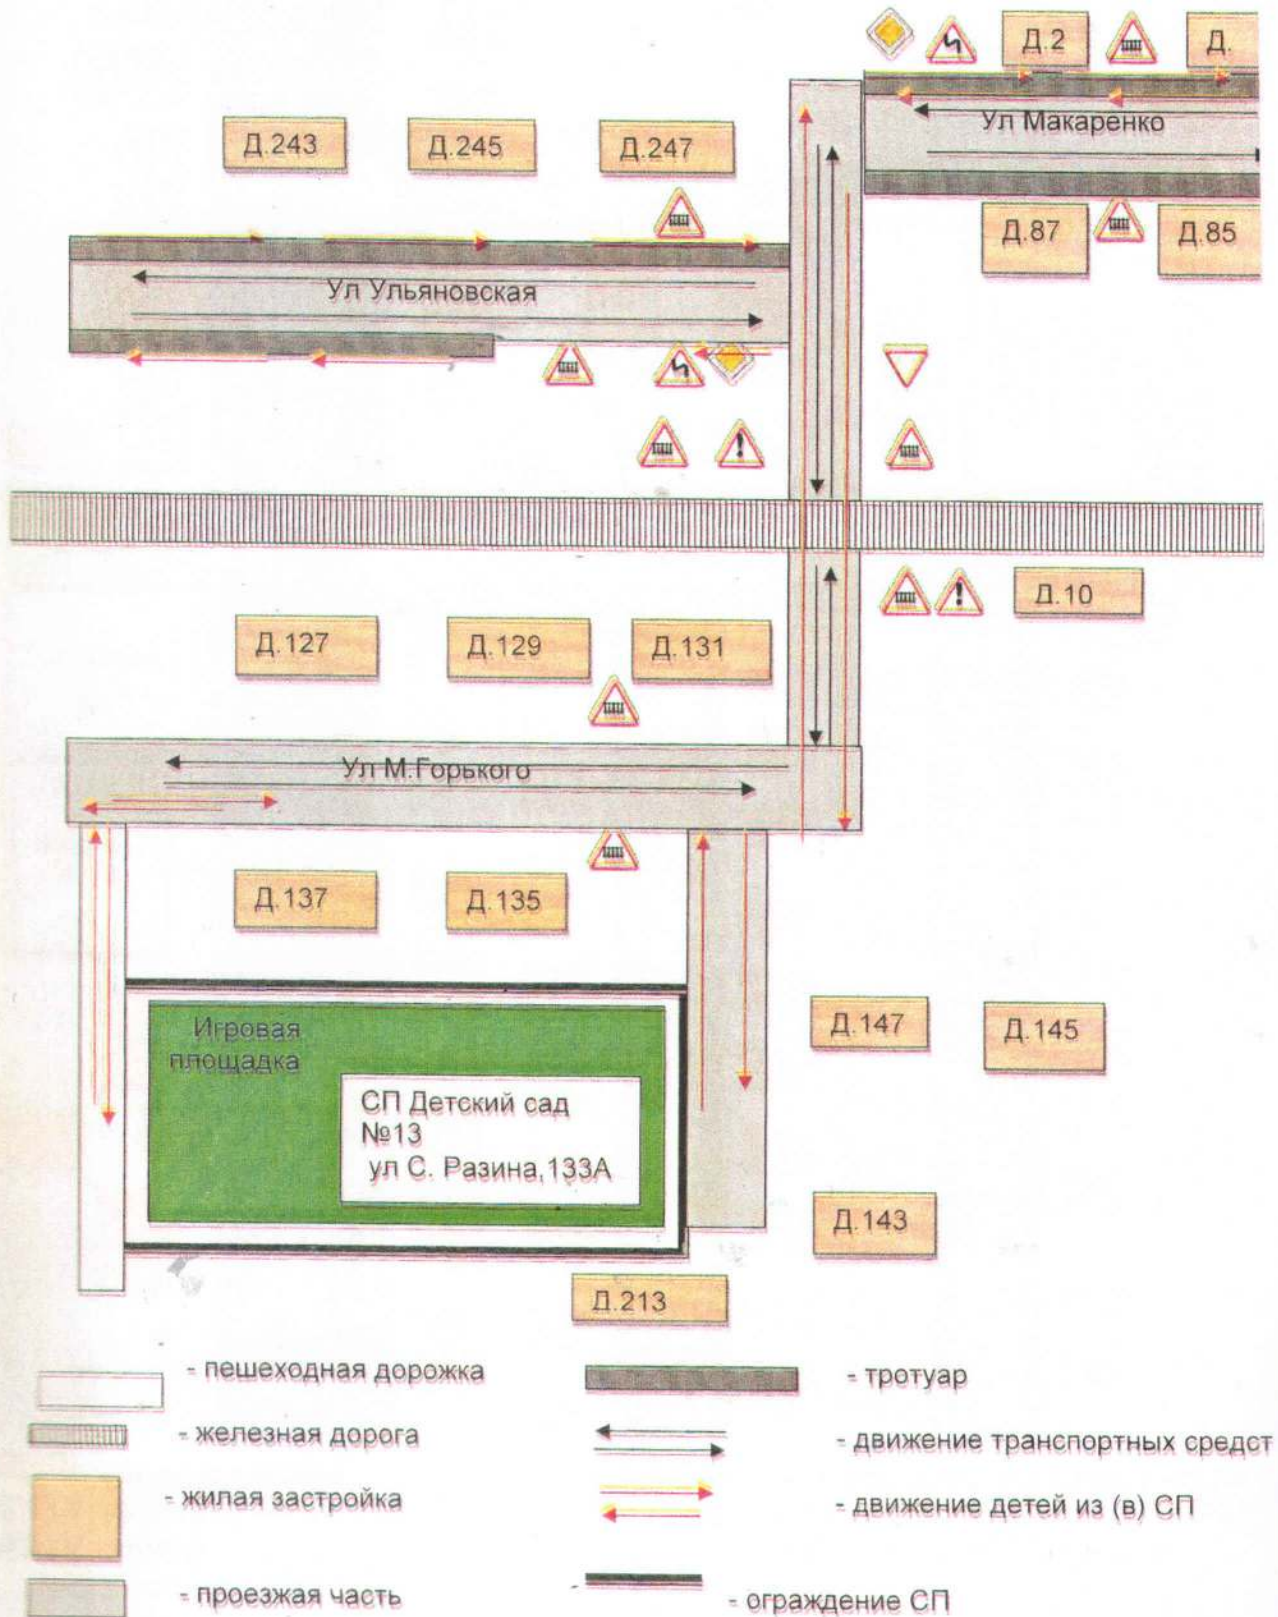 Д.2
Д.
Ул Макаренко
Д.243
Д.245
Д.247
Д.87
Д.85
Ул Ульяновская
Д.10
Д.127
Д.129
Д.131
Ул М.Горького
Д.137
Д.135
Игровая
площадка
СП Детский сад
№13
ул С. Разина,133А
Д.147
Д.145
Д.143
Д.213
- пешеходная дорожка
- тротуар
- железная дорога
- движение транспортных средст
- жилая застройка
- движение детей из (в) СП
- проезжая часть
- ограждение СП